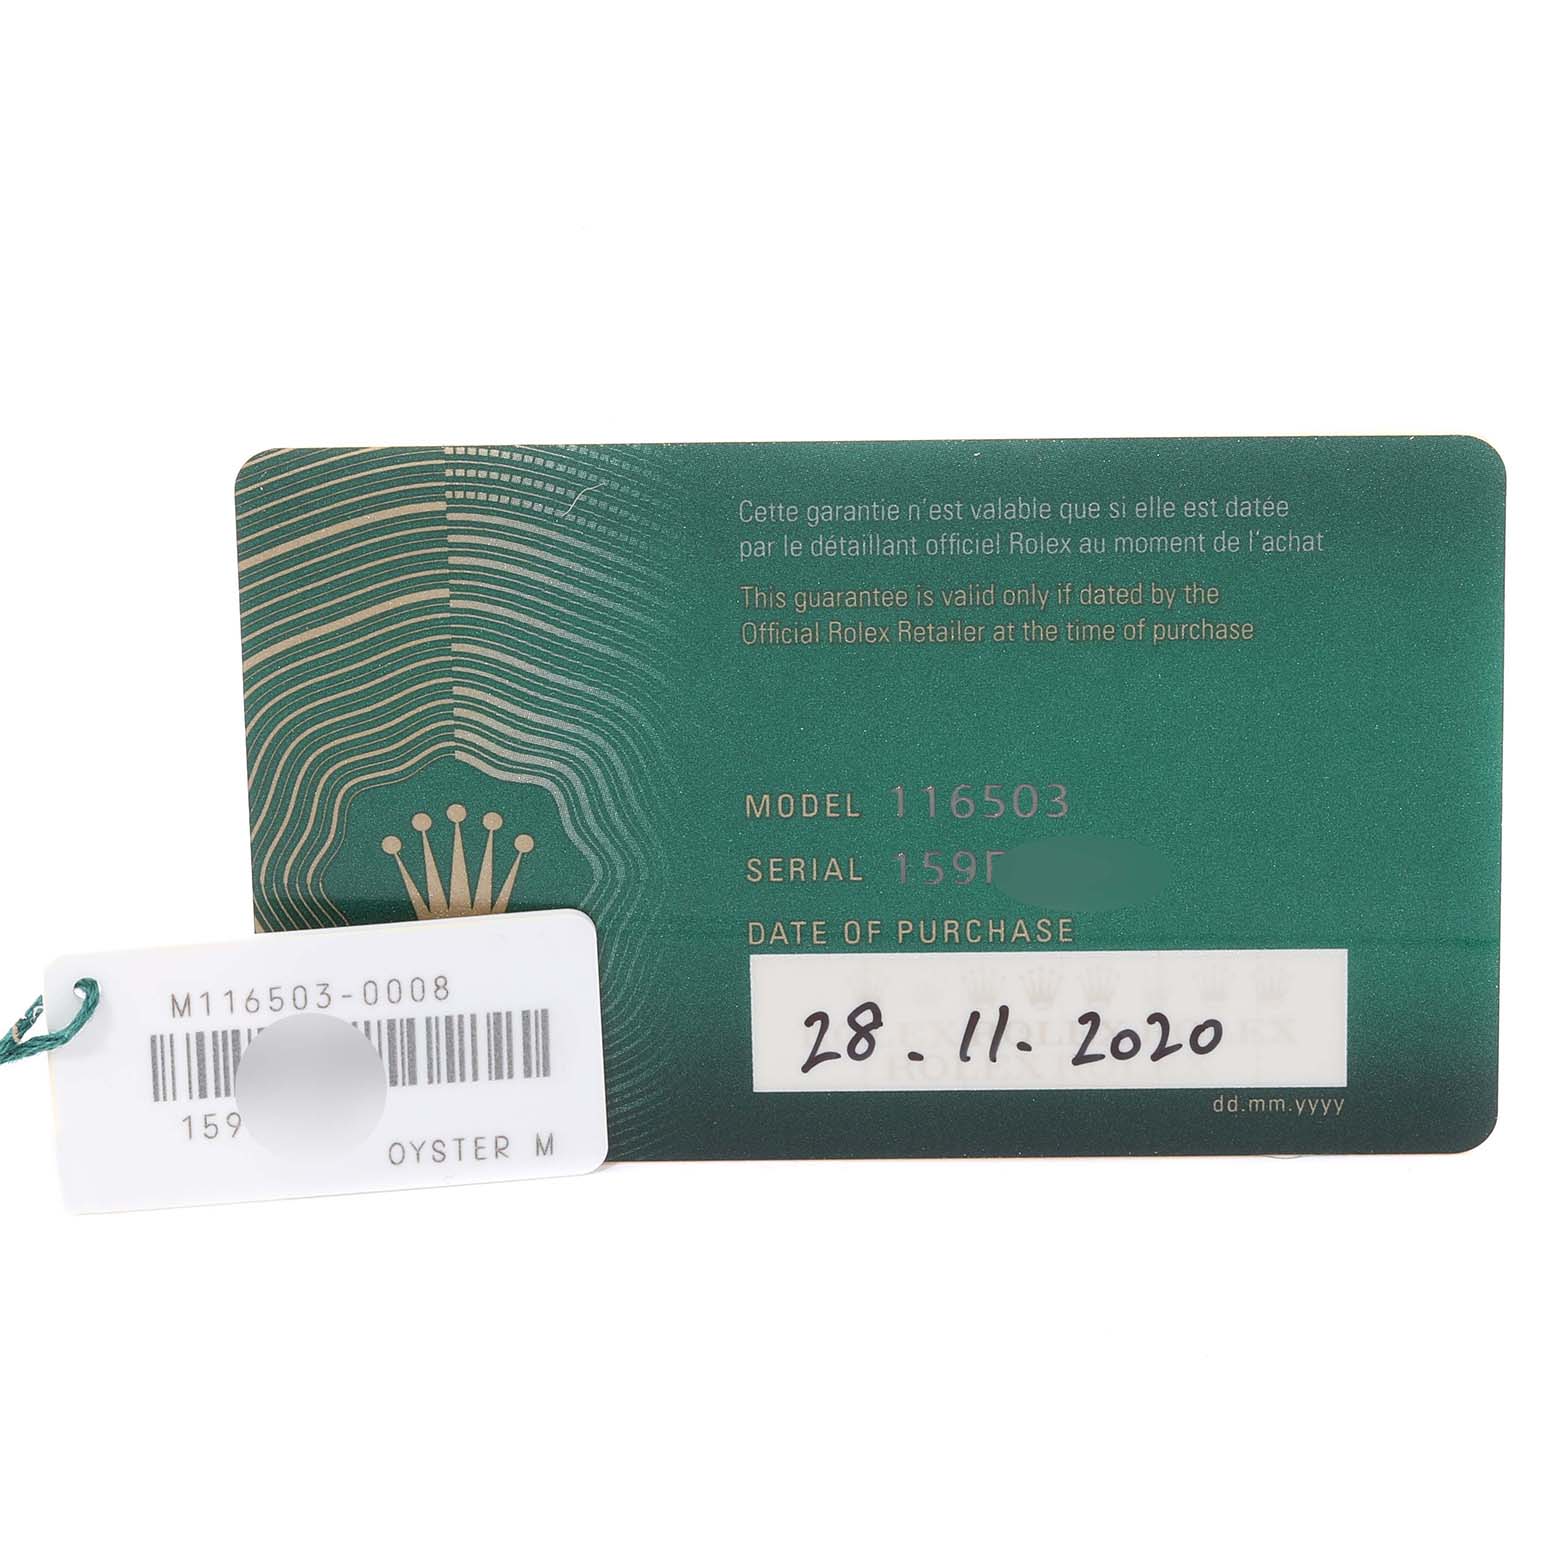 Cette garantie n'est valable que si elle est datée
par le détaillant officiel Rolex au moment de l'achat
This guarantee is valid only if dated by the
Official Rolex Retailer at the time of purchase
MODEL 116503
SERIAL 159
DATE OF PURCHASE
28.11.2020
dd.mm.yyyy
M116503-0008
159
OYSTER M